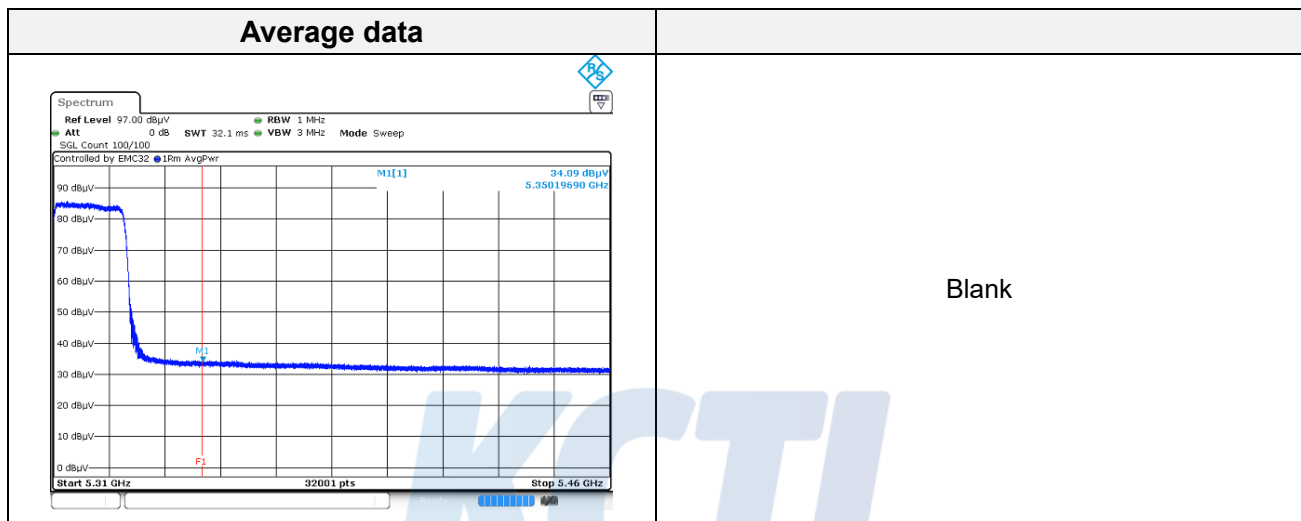 Average data
R&S
Spectrum
Ref Level 97.00 dBµV RBW 1 MHz
Att 0 dB SWT 32.1 ms VBW 3 MHz Mode Sweep
SGL Count 100/100
Controlled by EMC32 1Rm AvgPwr
M1[1] 34.09 dBµV
5.35019690 GHz
90 dBµV
80 dBµV
70 dBµV
60 dBµV
50 dBµV
40 dBµV
M1
30 dBµV
20 dBµV
10 dBµV
0 dBµV
F1
Start 5.31 GHz 32001 pts Stop 5.46 GHz
Blank
KCTL